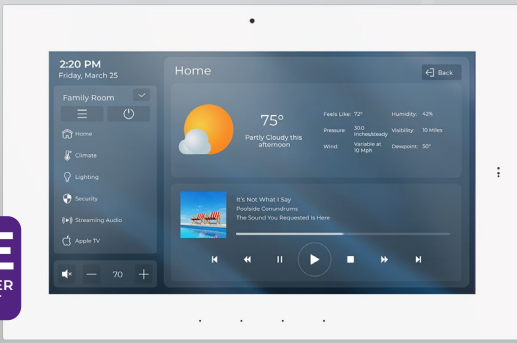 2:20 PM
Friday, March 25
Family Room
Home
Climate
Lighting
Security
Streaming Audio
Apple TV
70
Home
Back
75°
Partly Cloudy this
afternoon
Feels Like: 72°
Humidity: 42%
Pressure: 30.0
Inches/steady
Visibility: 10 Miles
Wind: Variable at
10 Mph
Dewpoint: 50°
It's Not What I Say
Poolside Conundrums
The Sound You Requested Is Here
E
ER